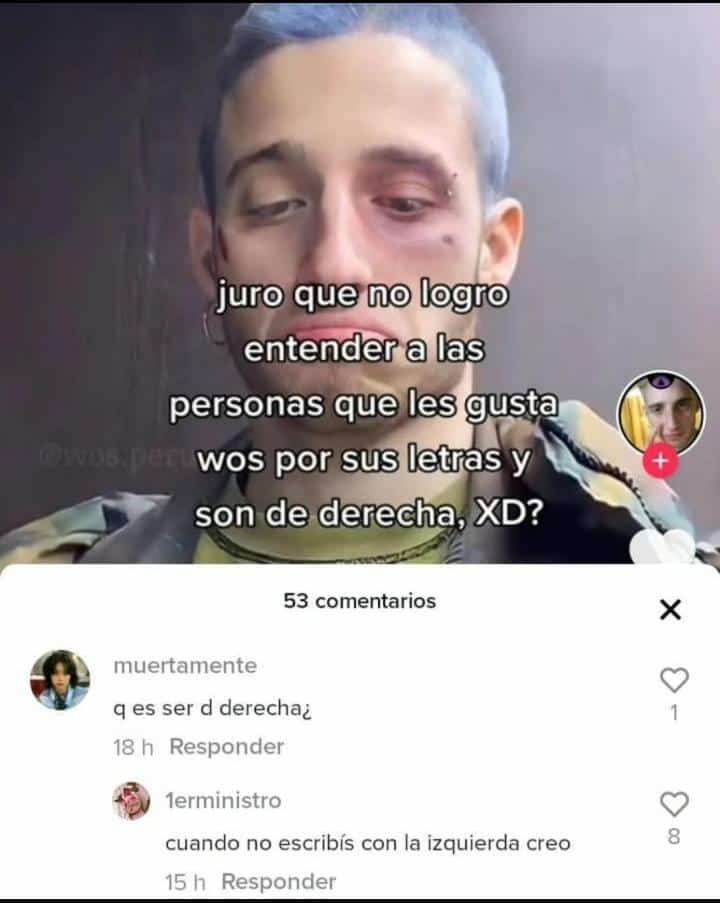 juro que no logro
entender a las
personas que les gusta
@wos.peru
wos por sus letras y
son de derecha, XD?
53 comentarios
muertamente
q es ser d derecha¿
1
18 h Responder
1erministro
cuando no escribís con la izquierda creo
8
15 h Responder